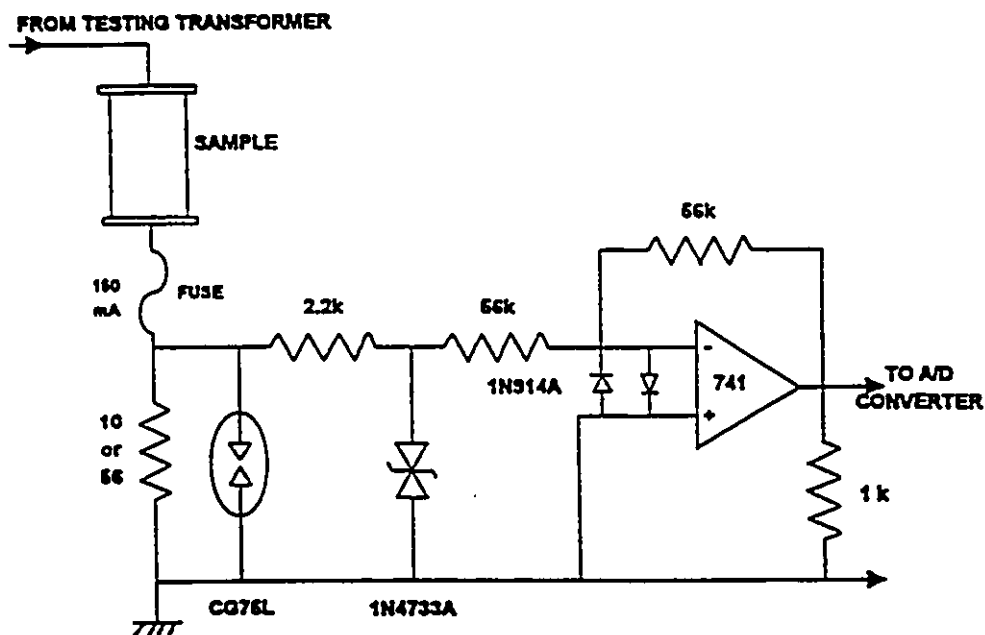 FROM TESTING TRANSFORMER
SAMPLE
56k
150
mA
FUSE
2.2k
56k
1N914A
741
-
+
TO A/D
CONVERTER
10
or
56
1 k
CG75L
1N4733A